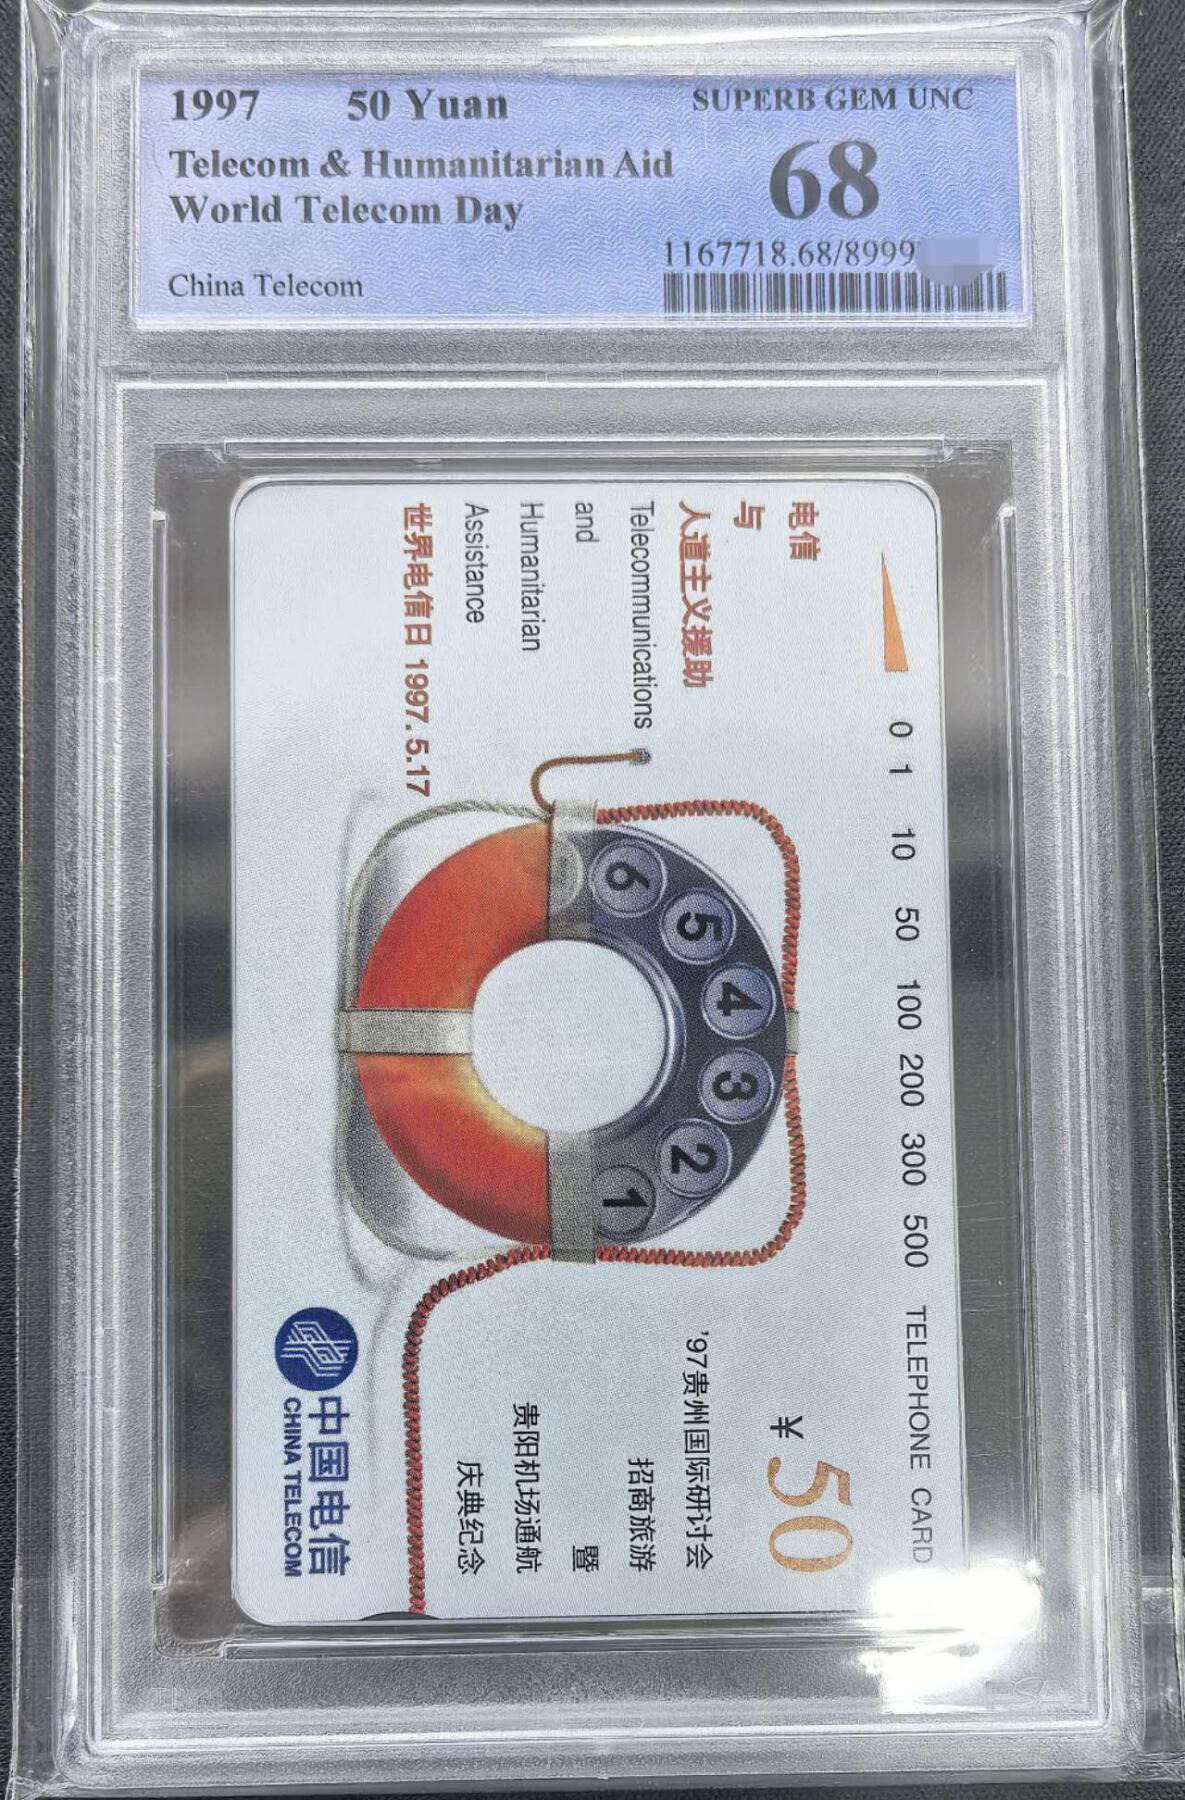 1997 50 Yuan
SUPERB GEM UNC
Telecom & Humanitarian Aid
68
World Telecom Day
1167718.68/8999
China Telecom
0 1 10 50 100 200 300 500 TELEPHONE CARD
电信
与
人道主义援助
Telecommunications
and
Humanitarian
Assistance
世界电信日 1997. 5.17
6
5
4
3
2
1
¥ 50
'97贵州国际研讨会
招商旅游
暨
贵阳机场通航
庆典纪念
中国电信
CHINA TELECOM